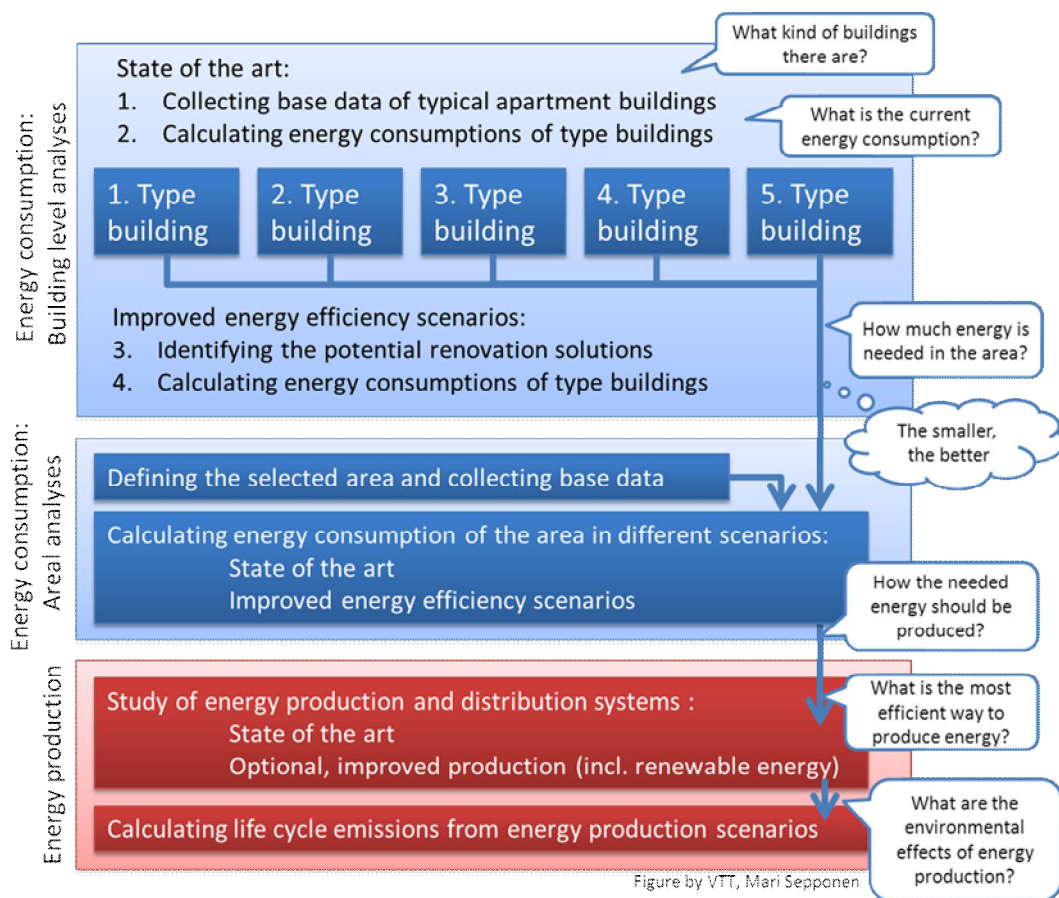 What kind of buildings
there are?
State of the art:
1. Collecting base data of typical apartment buildings
2. Calculating energy consumptions of type buildings
What is the current
energy consumption?
Energy consumption:
Building level analyses
1. Type
building
2. Type
building
3. Type
building
4. Type
building
5. Type
building
Improved energy efficiency scenarios:
3. Identifying the potential renovation solutions
4. Calculating energy consumptions of type buildings
How much energy is
needed in the area?
The smaller,
the better
Energy consumption:
Areal analyses
Defining the selected area and collecting base data
Calculating energy consumption of the area in different scenarios:
State of the art
Improved energy efficiency scenarios
How the needed
energy should be
produced?
Energy production
Study of energy production and distribution systems :
State of the art
Optional, improved production (incl. renewable energy)
What is the most
efficient way to
produce energy?
Calculating life cycle emissions from energy production scenarios
What are the
environmental
effects of energy
production?
Figure by VTT, Mari Sepponen